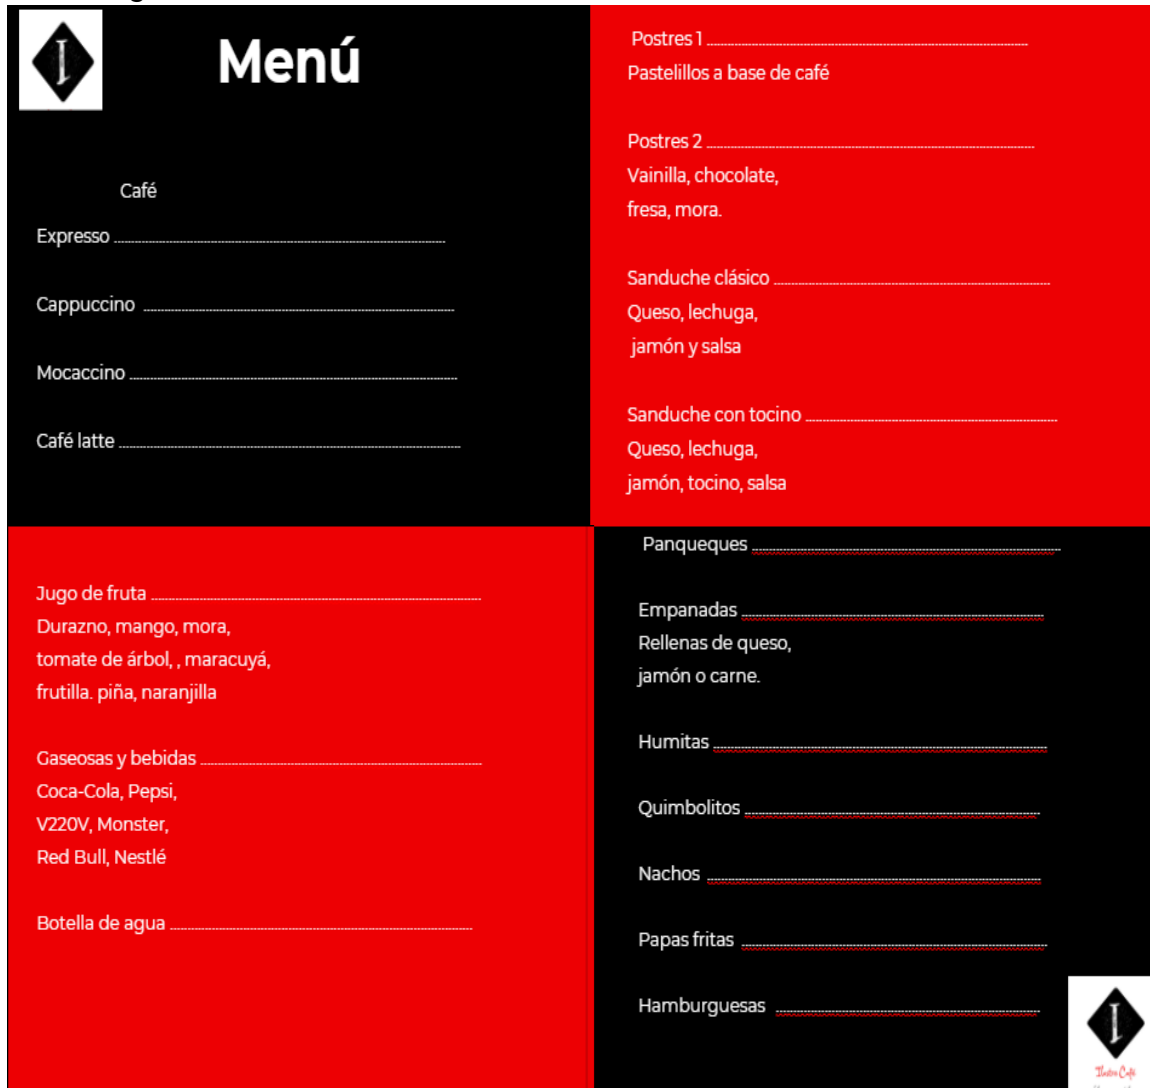 I
Menú
Café
Expresso ........................................................
Cappuccino ........................................................
Mocaccino ........................................................
Café latte ........................................................
Postres 1 ........................................................
Pastelillos a base de café
Postres 2 ........................................................
Vainilla, chocolate,
fresa, mora.
Sanduche clásico ........................................................
Queso, lechuga,
jamón y salsa
Sanduche con tocino ........................................................
Queso, lechuga,
jamón, tocino, salsa
Jugo de fruta ........................................................
Durazno, mango, mora,
tomate de árbol, , maracuyá,
frutilla. piña, naranjilla
Gaseosas y bebidas ........................................................
Coca-Cola, Pepsi,
V220V, Monster,
Red Bull, Nestlé
Botella de agua ........................................................
Panqueques ........................................................
Empanadas ........................................................
Rellenas de queso,
jamón o carne.
Humitas ........................................................
Quimbolitos ........................................................
Nachos ........................................................
Papas fritas ........................................................
Hamburguesas ........................................................
I
Café